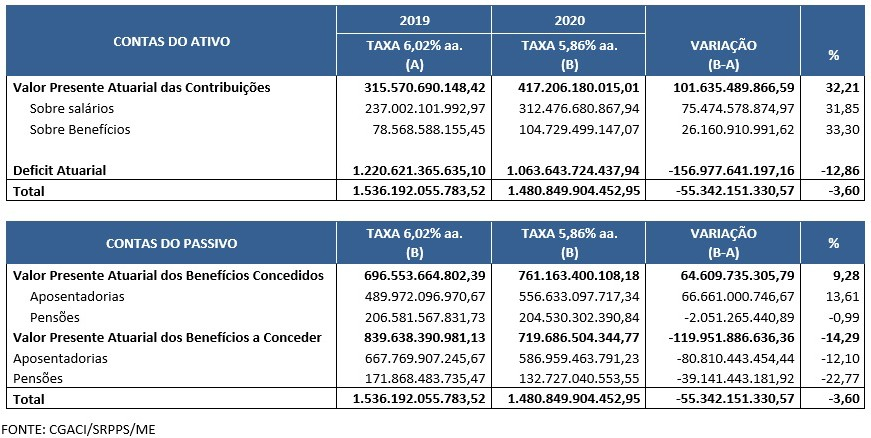 2019 2020
CONTAS DO ATIVO TAXA 6,02% aa. (A) TAXA 5,86% aa. (B) VARIAÇÃO (B-A) %
Valor Presente Atuarial das Contribuições 315.570.690.148,42 417.206.180.015,01 101.635.489.866,59 32,21
Sobre salários 237.002.101.992,97 312.476.680.867,94 75.474.578.874,97 31,85
Sobre Benefícios 78.568.588.155,45 104.729.499.147,07 26.160.910.991,62 33,30
Deficit Atuarial 1.220.621.365.635,10 1.063.643.724.437,94 -156.977.641.197,16 -12,86
Total 1.536.192.055.783,52 1.480.849.904.452,95 -55.342.151.330,57 -3,60
CONTAS DO PASSIVO TAXA 6,02% aa. (B) TAXA 5,86% aa. (B) VARIAÇÃO (B-A) %
Valor Presente Atuarial dos Benefícios Concedidos 696.553.664.802,39 761.163.400.108,18 64.609.735.305,79 9,28
Aposentadorias 489.972.096.970,67 556.633.097.717,34 66.661.000.746,67 13,61
Pensões 206.581.567.831,73 204.530.302.390,84 -2.051.265.440,89 -0,99
Valor Presente Atuarial dos Benefícios a Conceder 839.638.390.981,13 719.686.504.344,77 -119.951.886.636,36 -14,29
Aposentadorias 667.769.907.245,67 586.959.463.791,23 -80.810.443.454,44 -12,10
Pensões 171.868.483.735,47 132.727.040.553,55 -39.141.443.181,92 -22,77
Total 1.536.192.055.783,52 1.480.849.904.452,95 -55.342.151.330,57 -3,60
FONTE: CGACI/SRPPS/ME